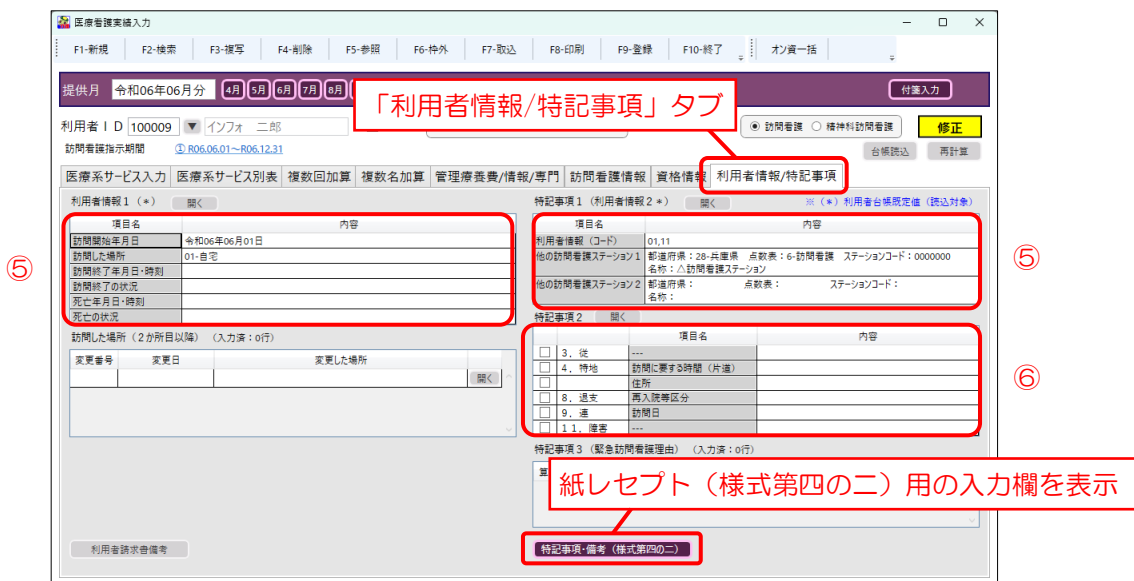 医療看護実績入力
F1-新規 F2-検索 F3-複写 F4-削除 F5-参照 F6-枠外 F7-取込 F8-印刷 F9-登録 F10-終了 オン資一括
提供月 令和06年06月分 4月 5月 6月 7月 8月 付箋入力
「利用者情報/特記事項」タブ
利用者ID 100009 インフォ 二郎 訪問看護 精神科訪問看護 修正
訪問看護指示期間 ① R06.06.01～R06.12.31 台帳読込 再計算
医療系サービス入力 医療系サービス別表 複数回加算 複数名加算 管理療養費/情報/専門 訪問看護情報 資格情報 利用者情報/特記事項
利用者情報1 （*） 開く
項目名 内容
訪問開始年月日 令和06年06月01日
訪問した場所 01-自宅
訪問終了年月日・時刻
訪問終了の状況
死亡年月日・時刻
死亡の状況
⑤
訪問した場所（２か所目以降） （入力済：0行）
変更番号 変更日 変更した場所
開く
利用者請求書備考
特記事項1 （利用者情報2 *） 開く ※（*）利用者台帳既定値（読込対象）
項目名 内容
利用者情報（コード） 01,11
他の訪問看護ステーション1 都道府県：28-兵庫県 点数表：6-訪問看護 ステーションコード：0000000
名称：△訪問看護ステーション
他の訪問看護ステーション2 都道府県： 点数表： ステーションコード：
名称：
⑤
特記事項2 開く
項目名 内容
3．従 ---
4．特地 訪問に要する時間（片道）
住所
8．退支 再入院等区分
9．連 訪問日
11．障害 ---
⑥
特記事項3 （緊急訪問看護理由） （入力済：0行）
紙レセプト（様式第四の二）用の入力欄を表示
特記事項・備考（様式第四の二）